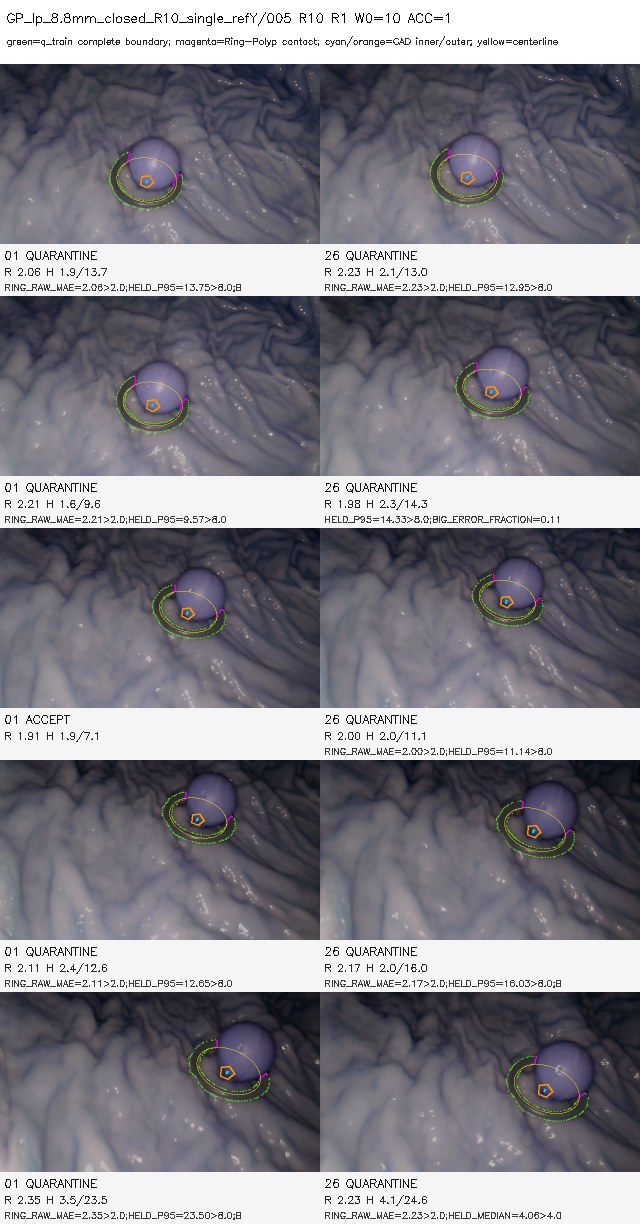 GP_lp_8.8mm_closed_R10_single_refY/005 R10 R1 W0=10 ACC=1
green=q_train complete boundary; magenta=Ring-Polyp contact; cyan/orange=CAD inner/outer; yellow=centerline
01 QUARANTINE
R 2.06 H 1.9/13.7
RING_RAW_MAE=2.06>2.0;HELD_P95=13.75>8.0;B
26 QUARANTINE
R 2.23 H 2.1/13.0
RING_RAW_MAE=2.23>2.0;HELD_P95=12.95>8.0
01 QUARANTINE
R 2.21 H 1.6/9.6
RING_RAW_MAE=2.21>2.0;HELD_P95=9.57>8.0
26 QUARANTINE
R 1.98 H 2.3/14.3
HELD_P95=14.33>8.0;BIG_ERROR_FRACTION=0.11
01 ACCEPT
R 1.91 H 1.9/7.1
26 QUARANTINE
R 2.00 H 2.0/11.1
RING_RAW_MAE=2.00>2.0;HELD_P95=11.14>8.0
01 QUARANTINE
R 2.11 H 2.4/12.6
RING_RAW_MAE=2.11>2.0;HELD_P95=12.65>8.0
26 QUARANTINE
R 2.17 H 2.0/16.0
RING_RAW_MAE=2.17>2.0;HELD_P95=16.03>8.0;B
01 QUARANTINE
R 2.35 H 3.5/23.5
RING_RAW_MAE=2.35>2.0;HELD_P95=23.50>8.0;B
26 QUARANTINE
R 2.23 H 4.1/24.6
RING_RAW_MAE=2.23>2.0;HELD_MEDIAN=4.06>4.0